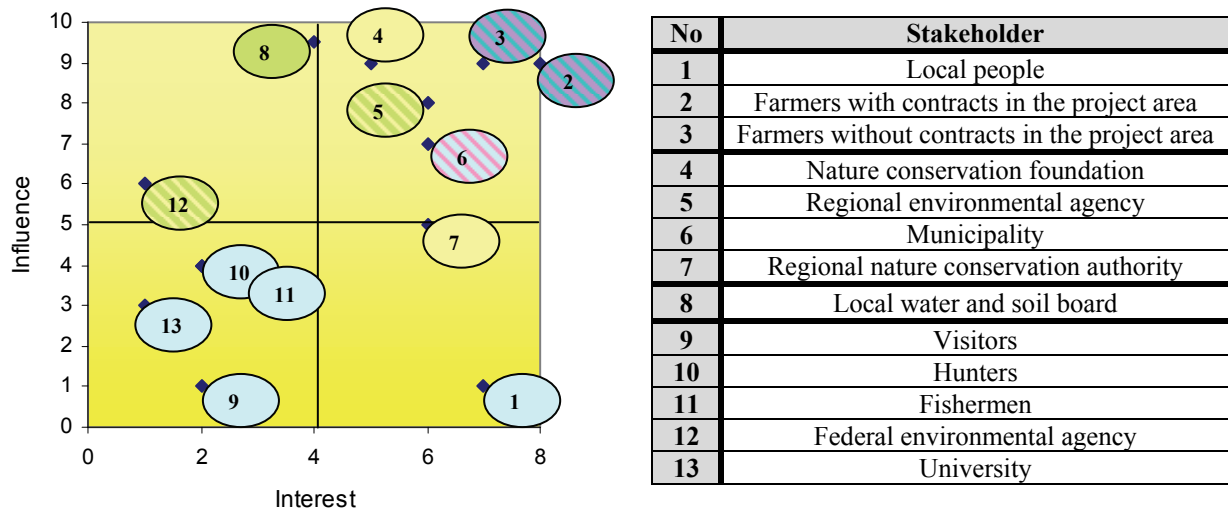 10
9
8
7
6
5
4
3
2
1
0
Influence
8
4
3
2
5
6
12
7
10
11
13
9
1
0 2 4 6 8
Interest
No Stakeholder
1 Local people
2 Farmers with contracts in the project area
3 Farmers without contracts in the project area
4 Nature conservation foundation
5 Regional environmental agency
6 Municipality
7 Regional nature conservation authority
8 Local water and soil board
9 Visitors
10 Hunters
11 Fishermen
12 Federal environmental agency
13 University